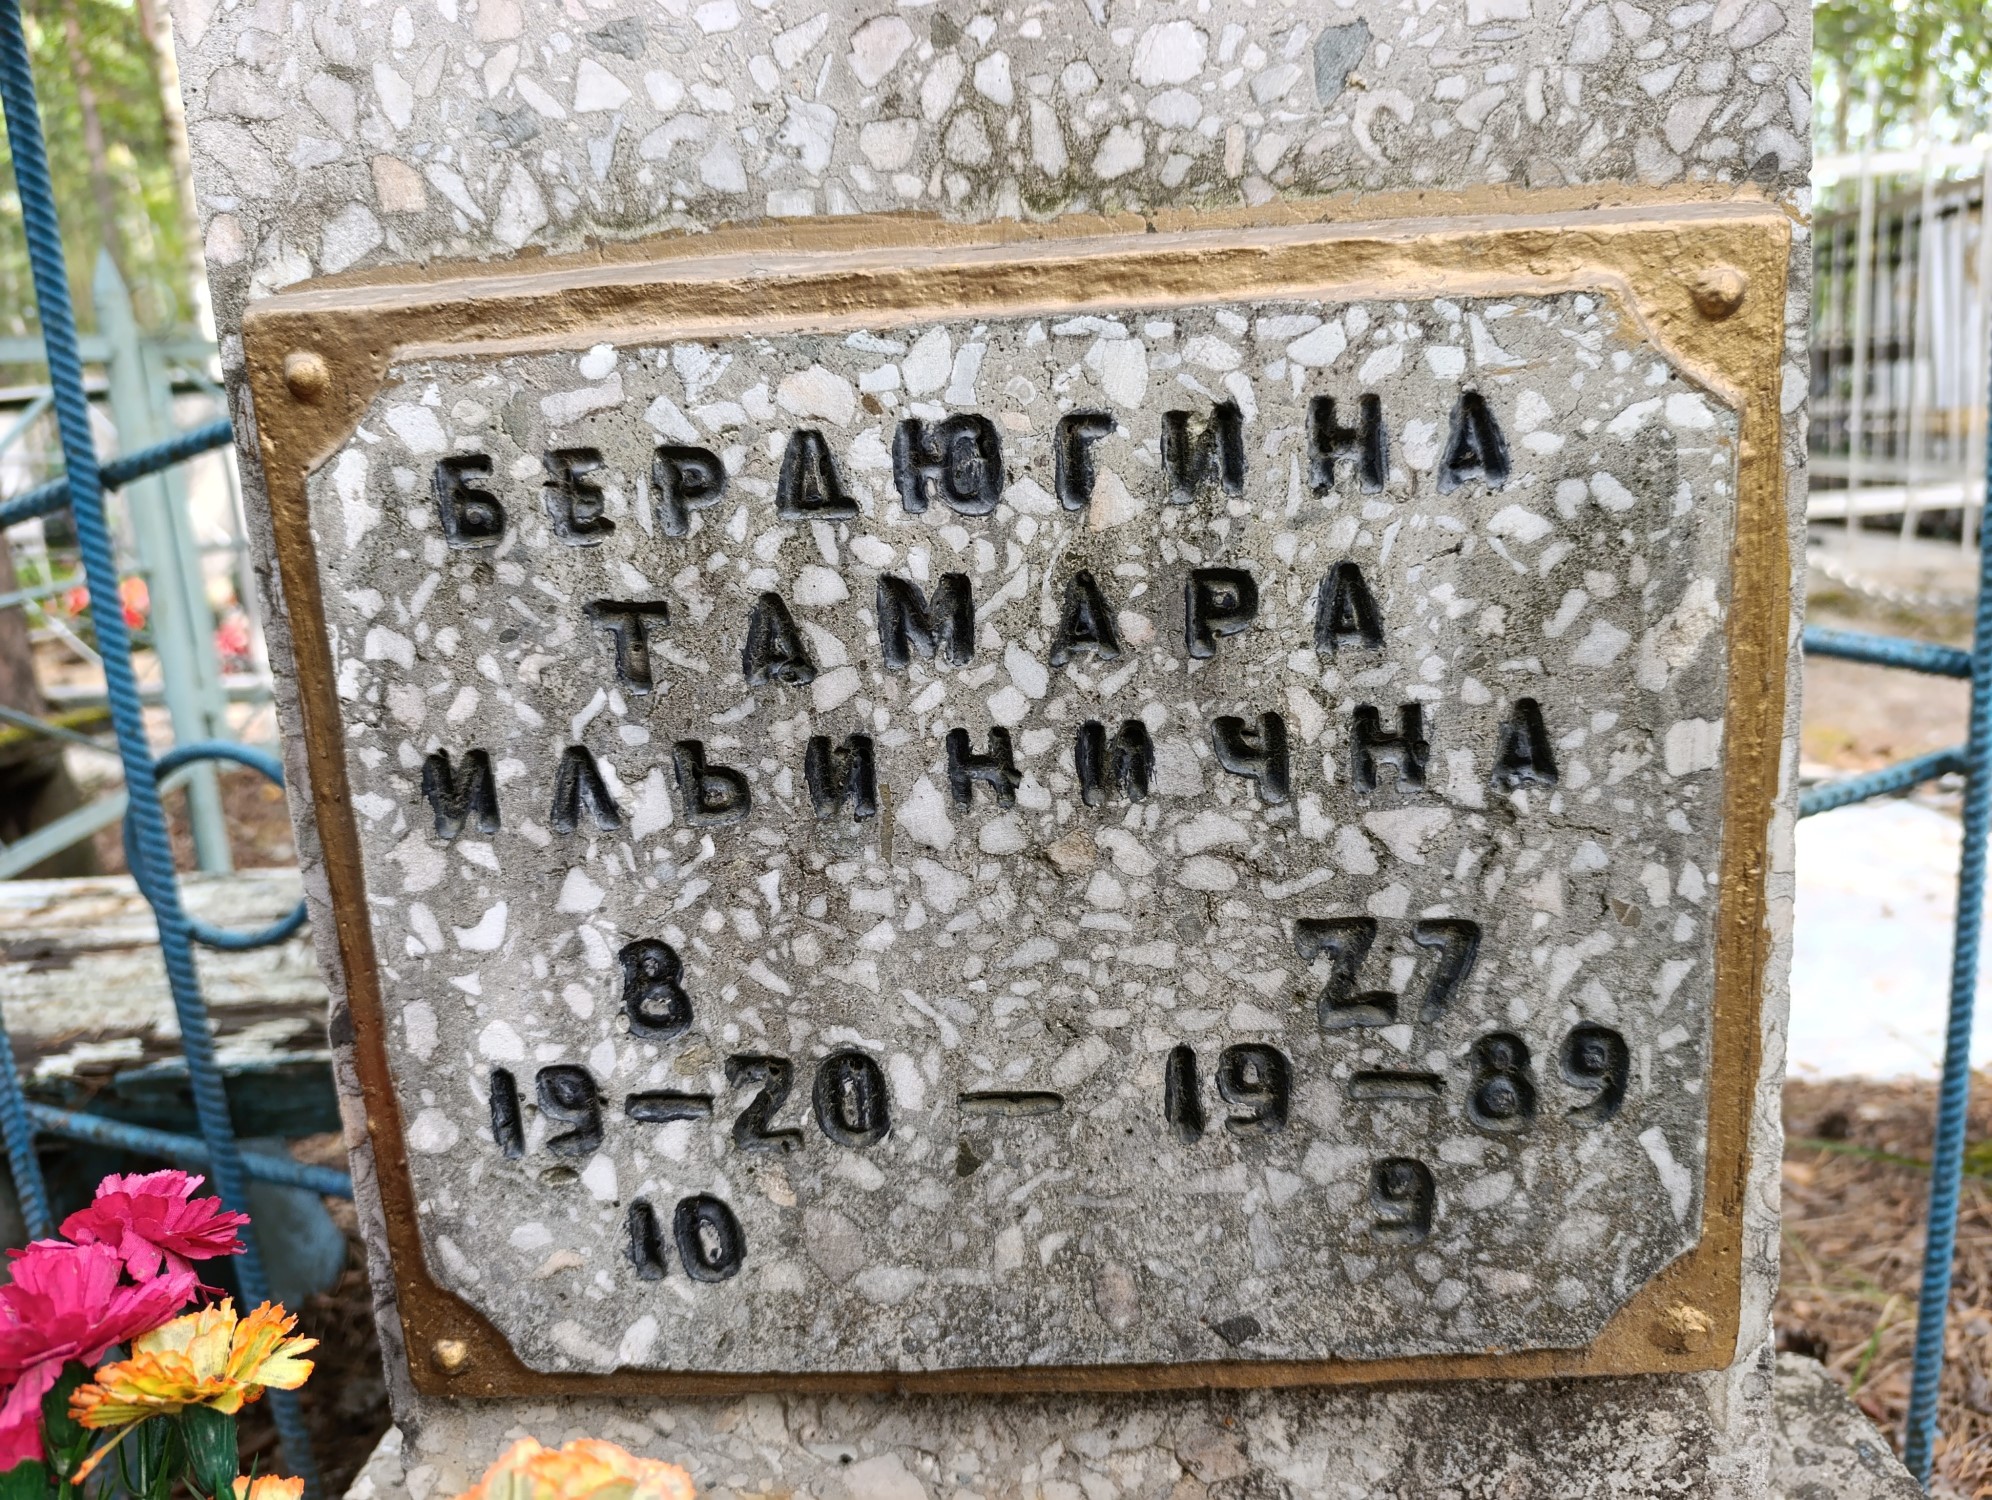 БЕРДЮГИНА
ТАМАРА
ИЛЬИНИЧНА
8 27
19—20 — 19—89
10 9